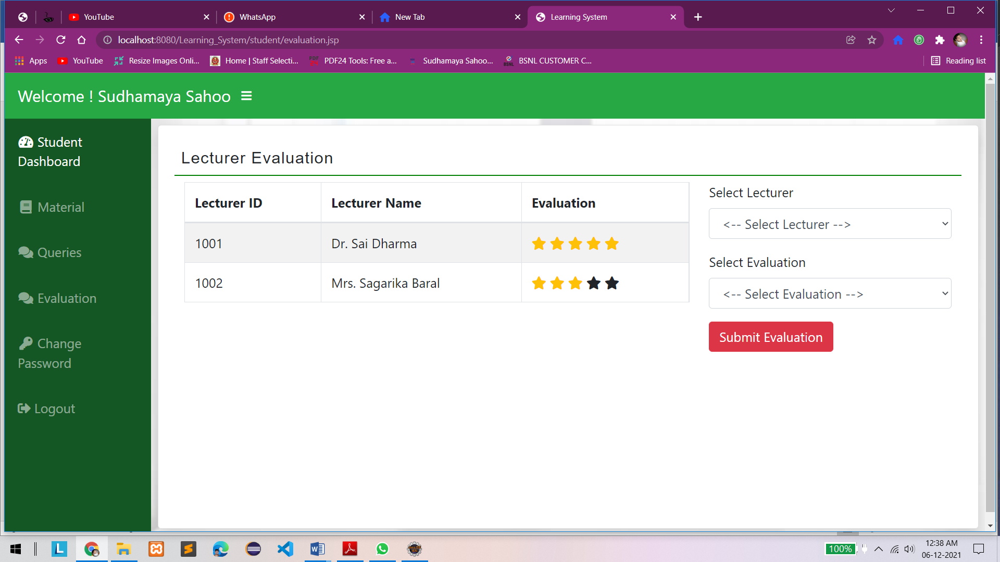 YouTube
WhatsApp
New Tab
Learning System
localhost:8080/Learning_System/student/evaluation.jsp
Apps
YouTube
Resize Images Onli...
Home | Staff Selecti...
PDF24 Tools: Free a...
Sudhamaya Sahoo...
BSNL CUSTOMER C...
Reading list
Welcome ! Sudhamaya Sahoo
Student
Dashboard
Material
Queries
Evaluation
Change
Password
Logout
Lecturer Evaluation
Lecturer ID Lecturer Name Evaluation
1001 Dr. Sai Dharma
1002 Mrs. Sagarika Baral
Select Lecturer
<-- Select Lecturer -->
Select Evaluation
<-- Select Evaluation -->
Submit Evaluation
100%
12:38 AM
06-12-2021